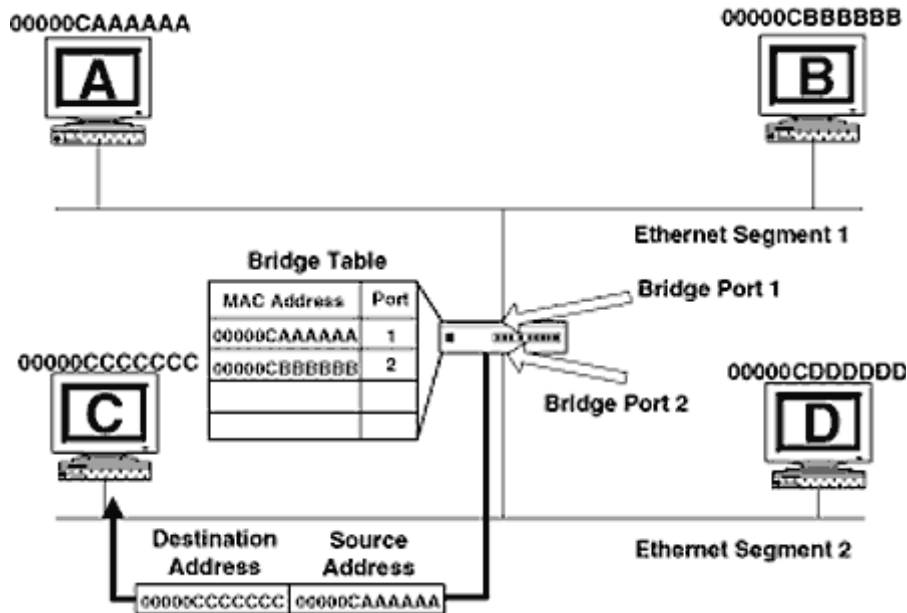 00000CAAAAAA
00000CBBBBBB
A
B
Ethernet Segment 1
Bridge Table
MAC Address Port
00000CAAAAAA 1
00000CBBBBBB 2
Bridge Port 1
Bridge Port 2
00000CCCCCCC
00000CDDDDDD
C
D
Ethernet Segment 2
Destination Address
Source Address
00000CCCCCCC 00000CAAAAAA